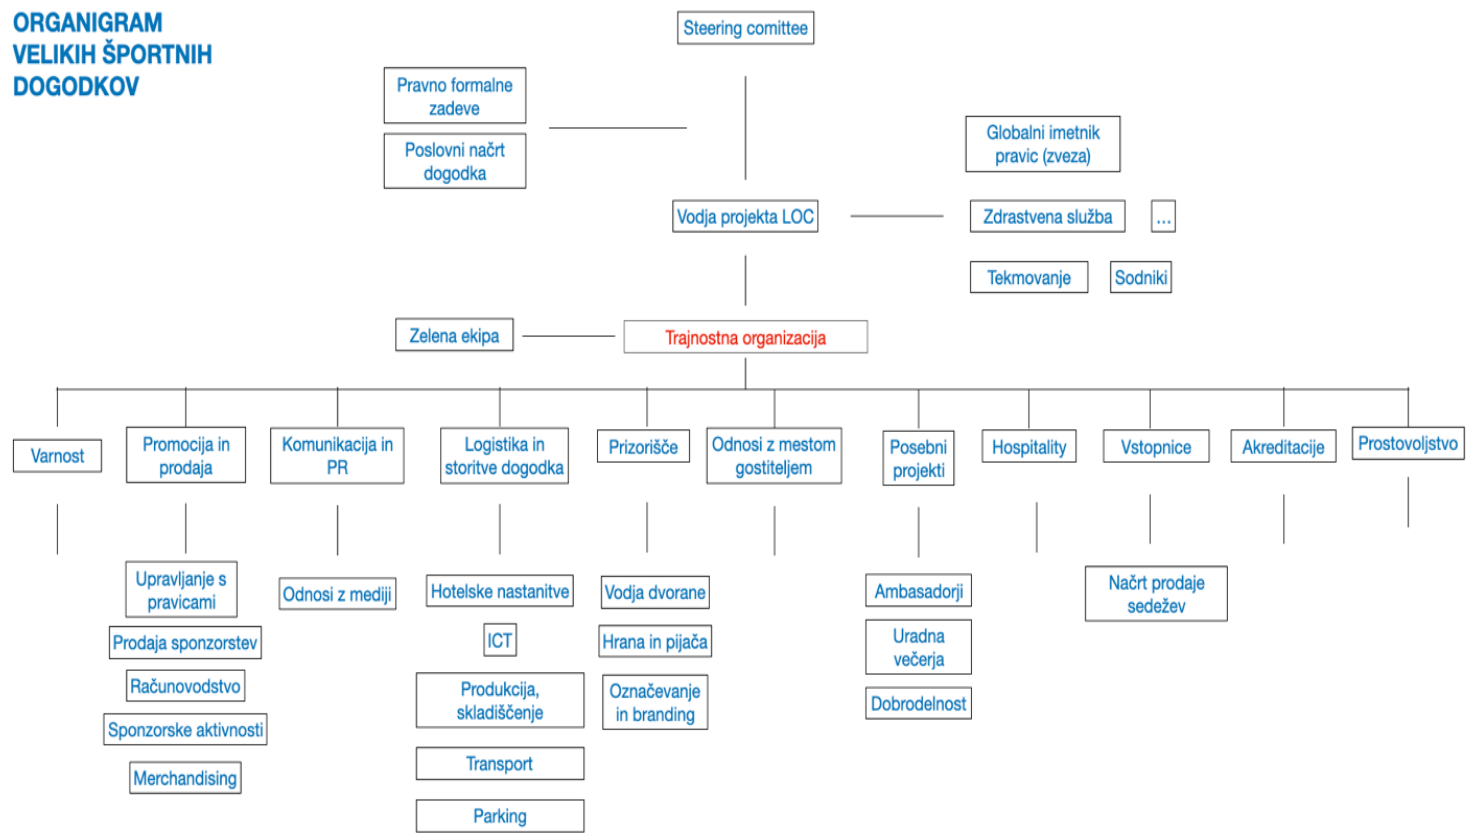 ORGANIGRAM
VELIKIH ŠPORTNIH
DOGODKOV
Steering comittee
Pravno formalne
zadeve
Poslovni načrt
dogodka
Globalni imetnik
pravic (zveza)
Vodja projekta LOC
Zdrastvena služba
...
Tekmovanje
Sodniki
Zelena ekipa
Trajnostna organizacija
Varnost
Promocija in
prodaja
Komunikacija in
PR
Logistika in
storitve dogodka
Prizorišče
Odnosi z mestom
gostiteljem
Posebni
projekti
Hospitality
Vstopnice
Akreditacije
Prostovoljstvo
Upravljanje s
pravicami
Prodaja sponzorstev
Računovodstvo
Sponzorske aktivnosti
Merchandising
Odnosi z mediji
Hotelske nastanitve
ICT
Produkcija,
skladiščenje
Transport
Parking
Vodja dvorane
Hrana in pijača
Označevanje
in branding
Ambasadorji
Uradna
večerja
Dobrodelnost
Načrt prodaje
sedežev